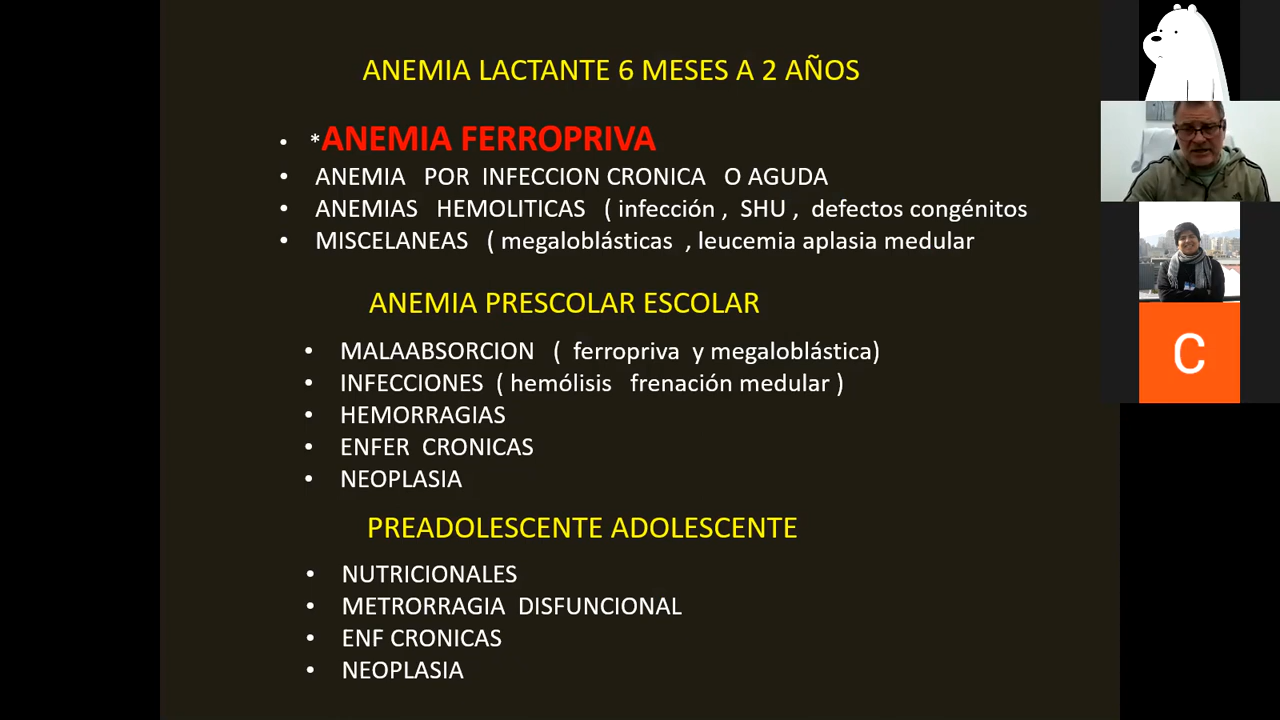 ANEMIA LACTANTE 6 MESES A 2 AÑOS
• *ANEMIA FERROPRIVA
• ANEMIA POR INFECCION CRONICA O AGUDA
• ANEMIAS HEMOLITICAS ( infección , SHU , defectos congénitos
• MISCELANEAS ( megaloblásticas , leucemia aplasia medular
ANEMIA PRESCOLAR ESCOLAR
• MALAABSORCION ( ferropriva y megaloblástica)
• INFECCIONES ( hemólisis frenación medular )
• HEMORRAGIAS
• ENFER CRONICAS
• NEOPLASIA
PREADOLESCENTE ADOLESCENTE
• NUTRICIONALES
• METRORRAGIA DISFUNCIONAL
• ENF CRONICAS
• NEOPLASIA
C